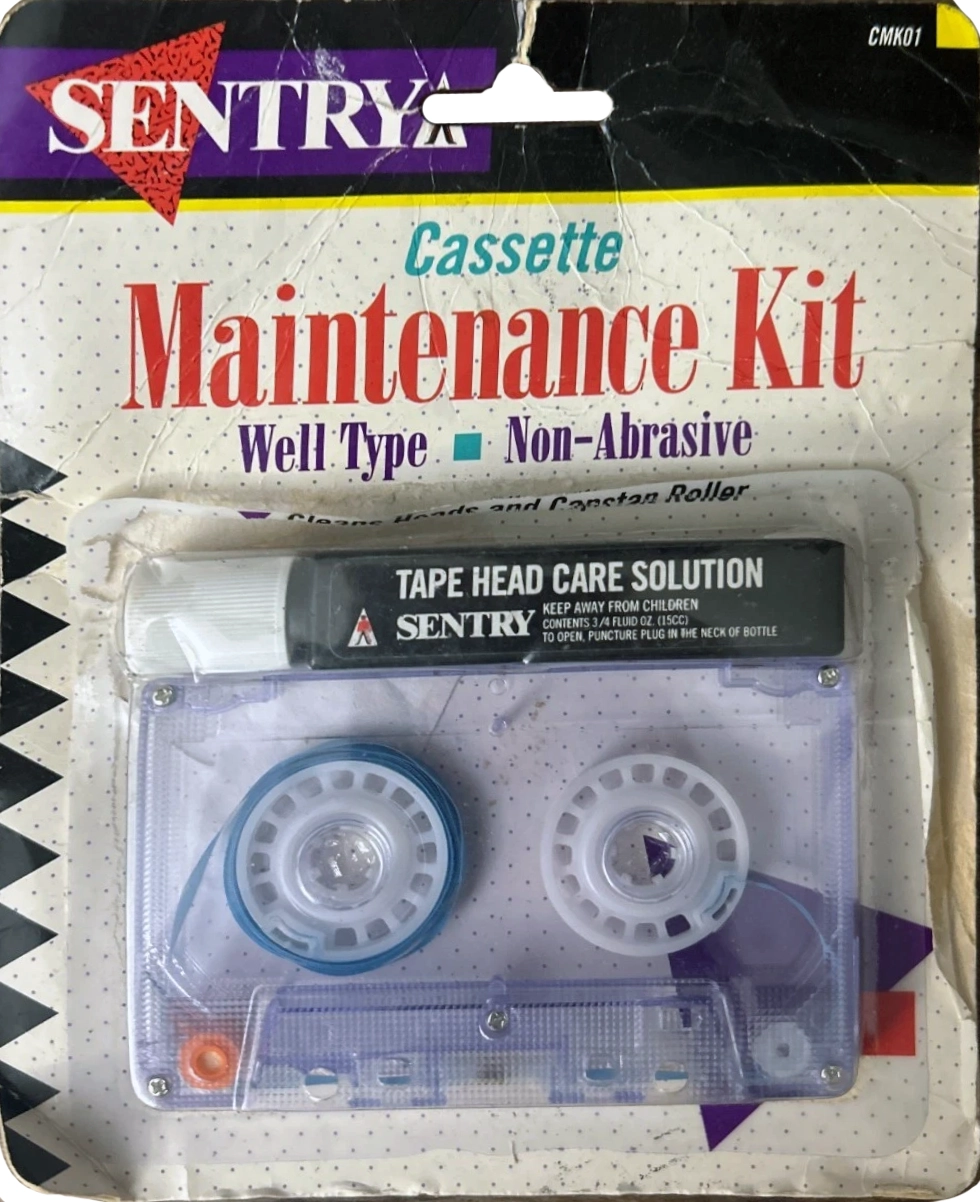 CMK01
SENTRY
Cassette
Maintenance Kit
Well Type ■ Non-Abrasive
Cleans Heads and Capstan Roller
TAPE HEAD CARE SOLUTION
SENTRY
KEEP AWAY FROM CHILDREN
CONTENTS 3/4 FLUID OZ. (15CC)
TO OPEN, PUNCTURE PLUG IN THE NECK OF BOTTLE